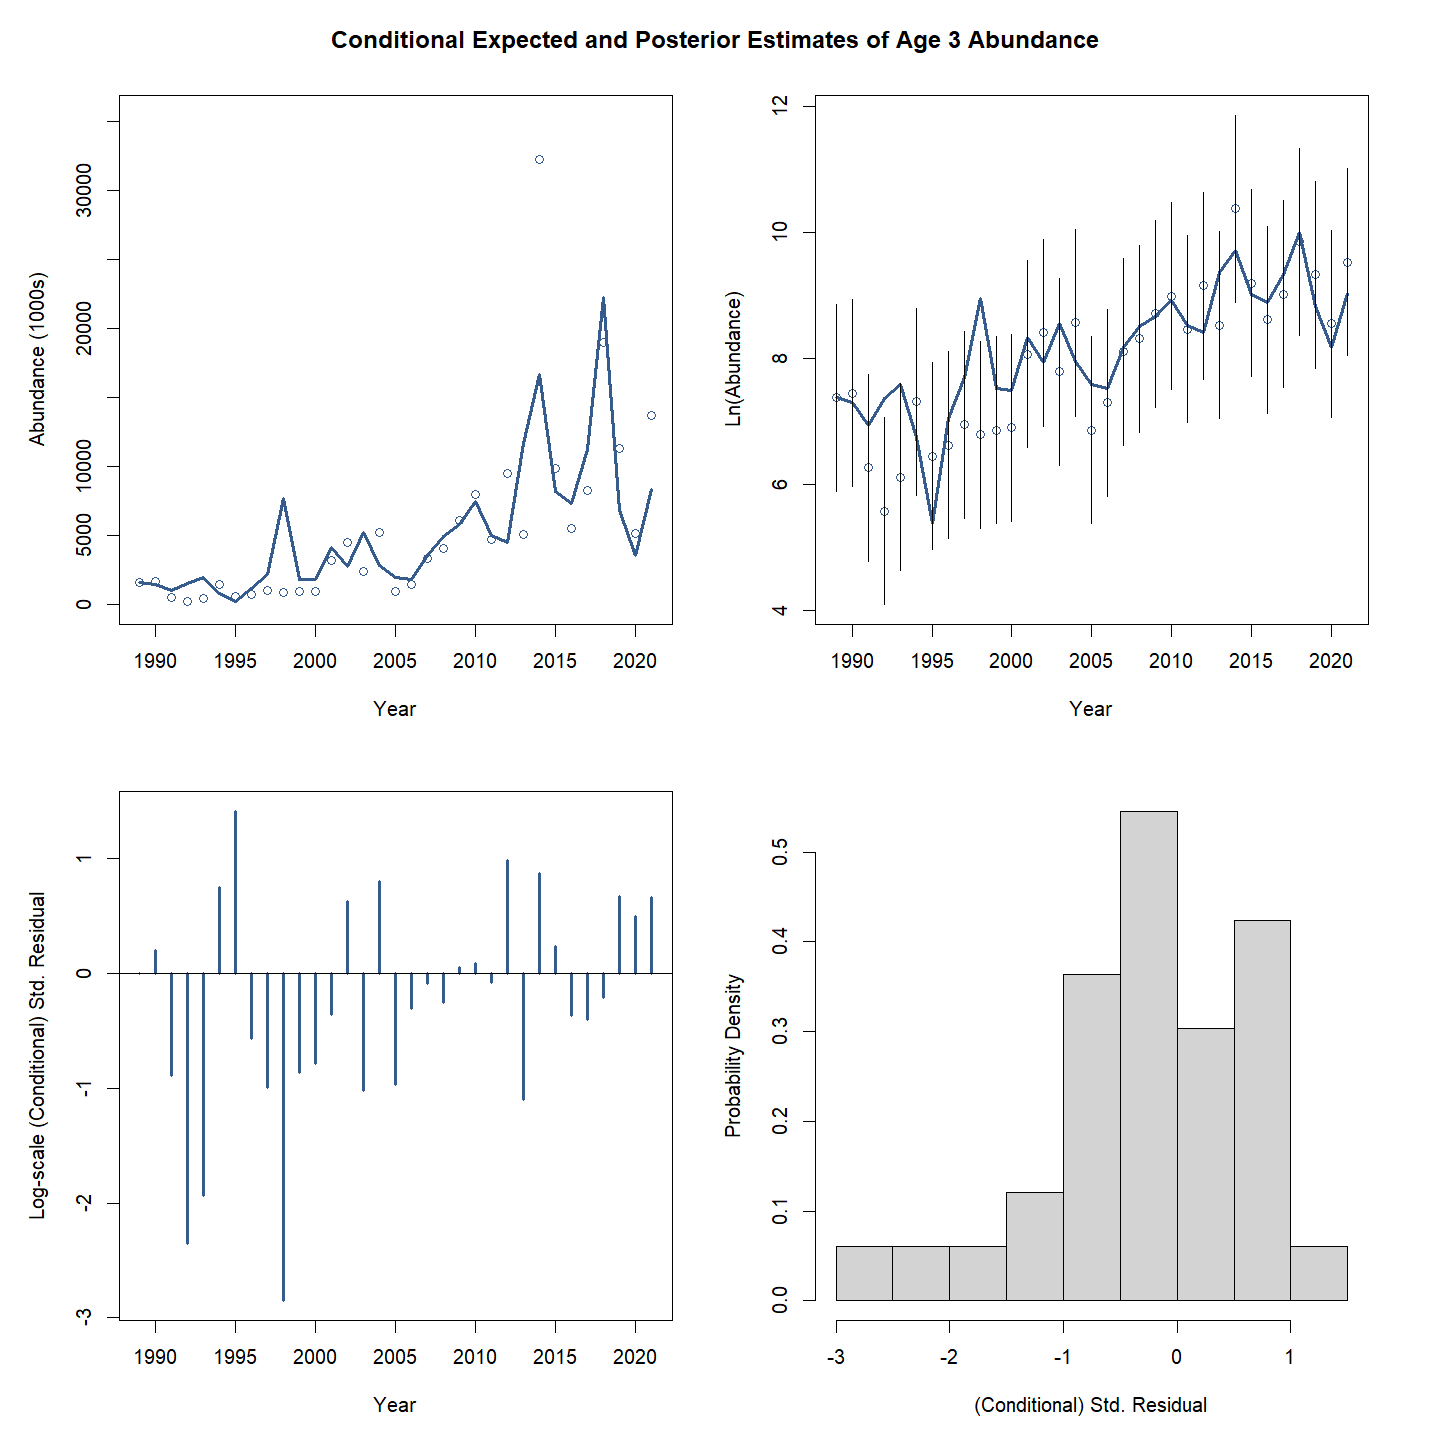 Conditional Expected and Posterior Estimates of Age 3 Abundance
Abundance (1000s)
30000
20000
10000
5000
0
1990 1995 2000 2005 2010 2015 2020
Year
Ln(Abundance)
12
10
8
6
4
1990 1995 2000 2005 2010 2015 2020
Year
Log-scale (Conditional) Std. Residual
1
0
-1
-2
-3
1990 1995 2000 2005 2010 2015 2020
Year
Probability Density
0.5
0.4
0.3
0.2
0.1
0.0
-3 -2 -1 0 1
(Conditional) Std. Residual